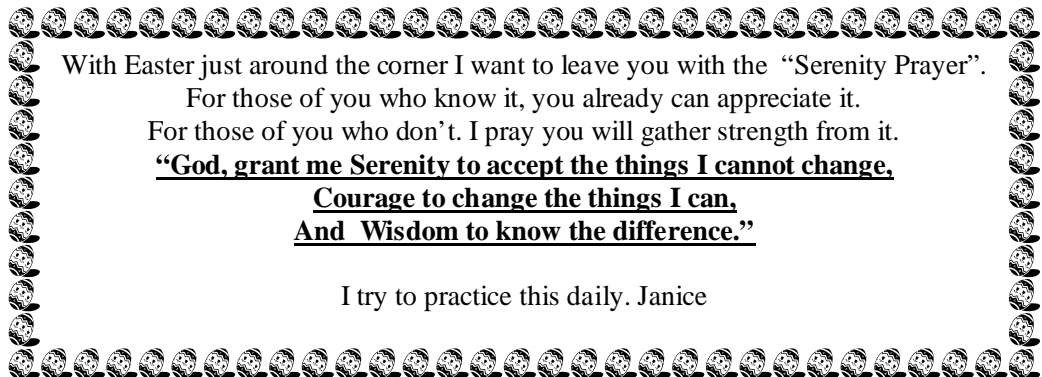 With Easter just around the corner I want to leave you with the  “Serenity Prayer”.
For those of you who know it, you already can appreciate it.
For those of you who don’t. I pray you will gather strength from it.
“God, grant me Serenity to accept the things I cannot change,
Courage to change the things I can,
And  Wisdom to know the difference.”
I try to practice this daily. Janice